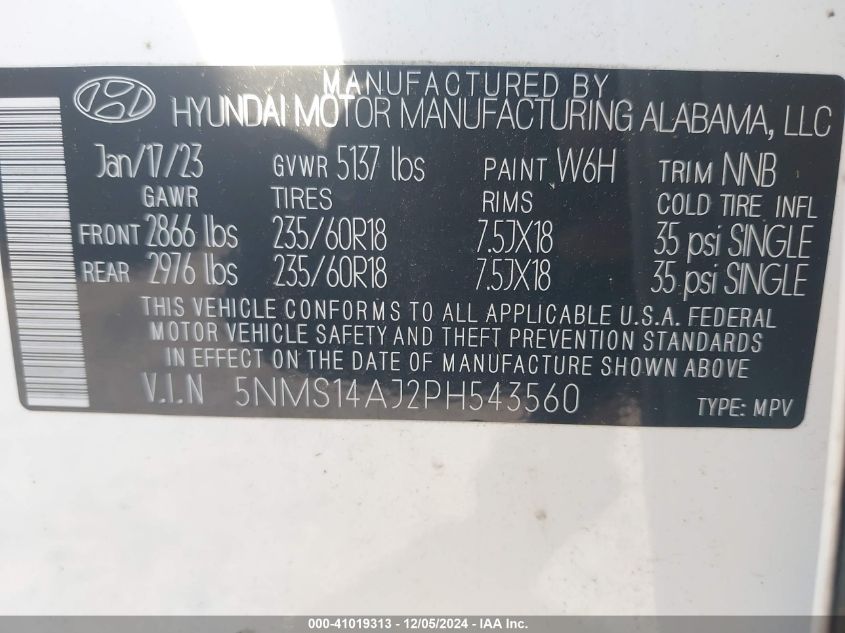 MANUFACTURED BY
HYUNDAI MOTOR MANUFACTURING ALABAMA, LLC
Jan/17/23 GVWR 5137 lbs PAINT W6H TRIM NNB
GAWR TIRES RIMS COLD TIRE INFL
FRONT 2866 lbs 235/60R18 7.5JX18 35 psi SINGLE
REAR 2976 lbs 235/60R18 7.5JX18 35 psi SINGLE
THIS VEHICLE CONFORMS TO ALL APPLICABLE U.S.A. FEDERAL
MOTOR VEHICLE SAFETY AND THEFT PREVENTION STANDARDS
IN EFFECT ON THE DATE OF MANUFACTURE SHOWN ABOVE
V.I.N 5NMS14AJ2PH543560 TYPE: MPV
000-41019313 - 12/05/2024 - IAA Inc.